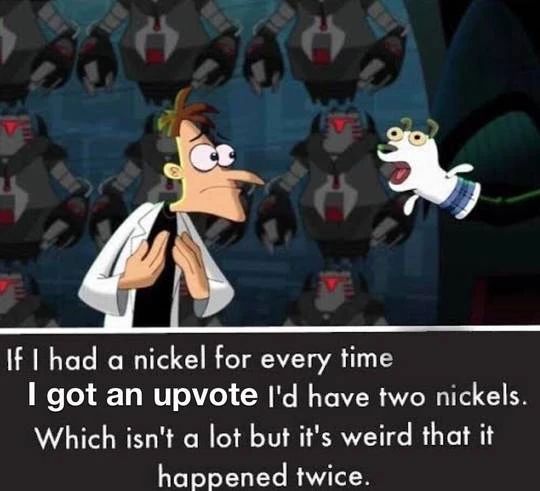 If I had a nickel for every time
I got an upvote I'd have two nickels.
Which isn't a lot but it's weird that it
happened twice.